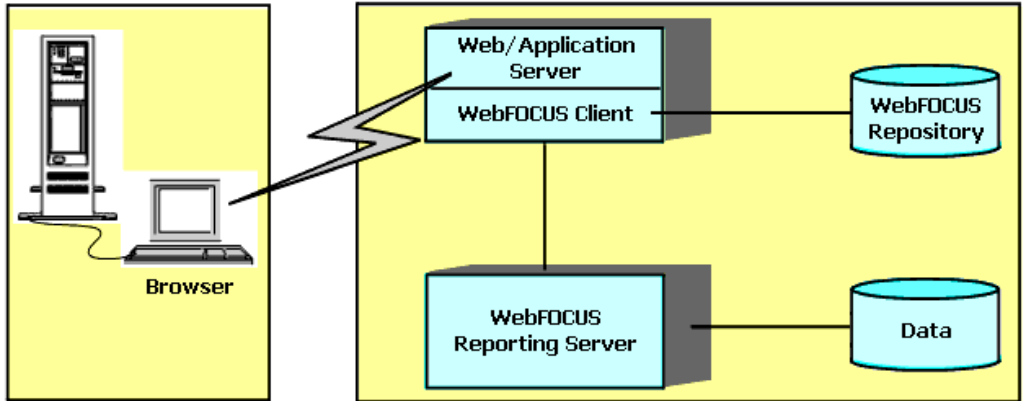 Web/Application
Server
WebFOCUS Client
WebFOCUS
Repository
Browser
WebFOCUS
Reporting Server
Data